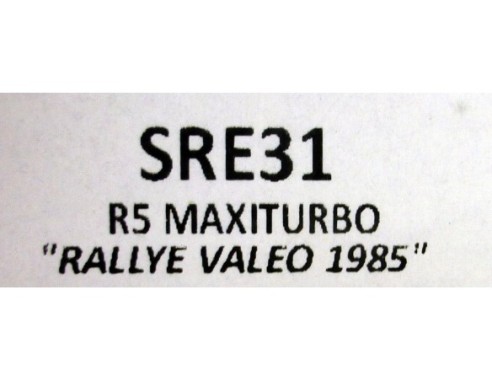 SRE31
R5 MAXITURBO
"RALLYE VALEO 1985"